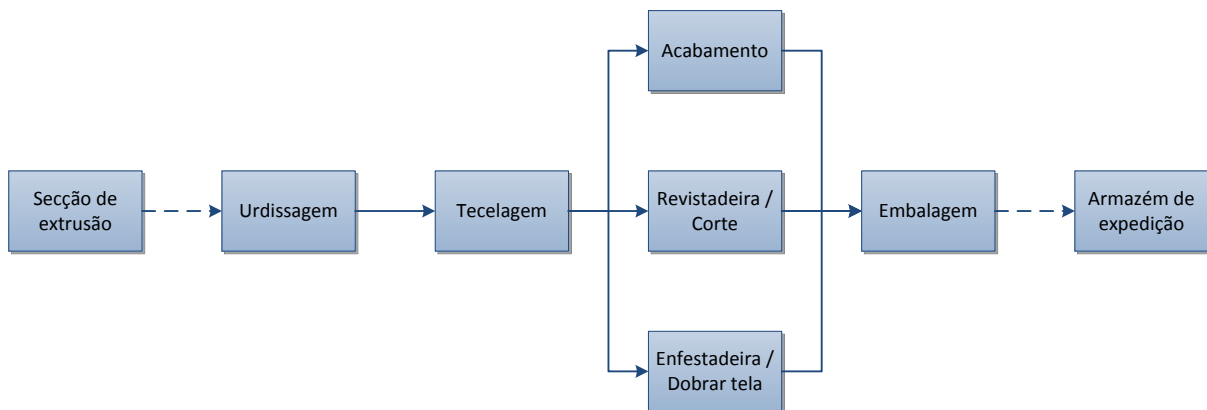 Acabamento
Secção de
extrusão
Urdissagem
Tecelagem
Revistadeira /
Corte
Embalagem
Armazém de
expedição
Enfestadeira /
Dobrar tela